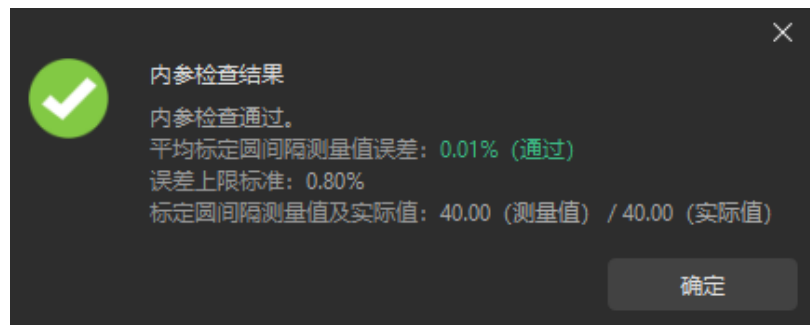 内参检查结果
内参检查通过。
平均标定圆间隔测量值误差：0.01%（通过）
误差上限标准：0.80%
标定圆间隔测量值及实际值：40.00（测量值） / 40.00（实际值）
确定